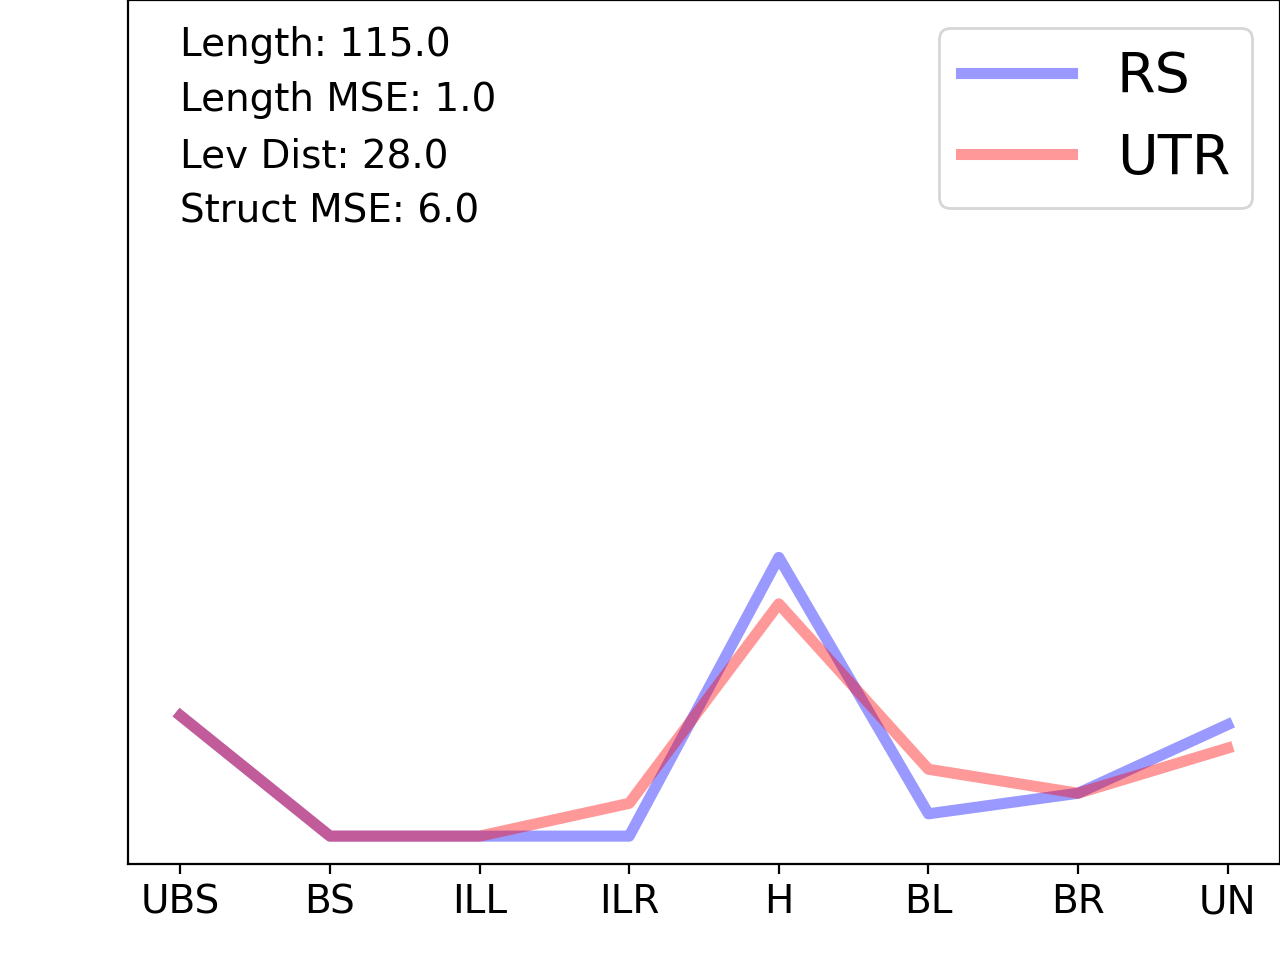 Length: 115.0
Length MSE: 1.0
Lev Dist: 28.0
Struct MSE: 6.0
RS
UTR
UBS BS ILL ILR H BL BR UN